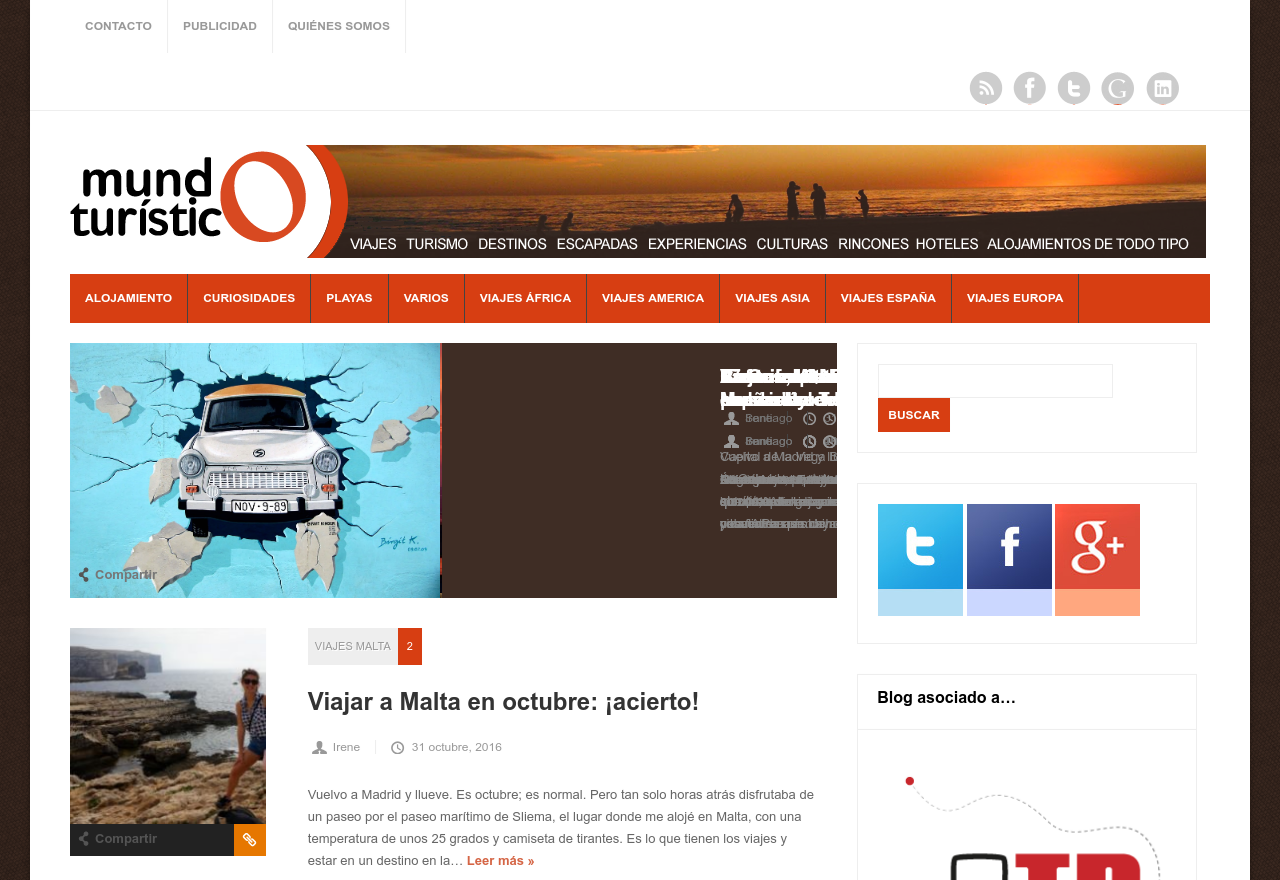 CONTACTO
PUBLICIDAD
QUIÉNES SOMOS
mund
turístic
VIAJES TURISMO DESTINOS ESCAPADAS EXPERIENCIAS CULTURAS RINCONES HOTELES ALOJAMIENTOS DE TODO TIPO
ALOJAMIENTO
CURIOSIDADES
PLAYAS
VARIOS
VIAJES ÁFRICA
VIAJES AMERICA
VIAJES ASIA
VIAJES ESPAÑA
VIAJES EUROPA
NOV•9-89
Birgit K.
Compartir
BUSCAR
Blog asociado a…
VIAJES MALTA 2
Viajar a Malta en octubre: ¡acierto!
Irene
31 octubre, 2016
Vuelvo a Madrid y llueve. Es octubre; es normal. Pero tan solo horas atrás disfrutaba de
un paseo por el paseo marítimo de Sliema, el lugar donde me alojé en Malta, con una
temperatura de unos 25 grados y camiseta de tirantes. Es lo que tienen los viajes y
estar en un destino en la… Leer más »
Compartir